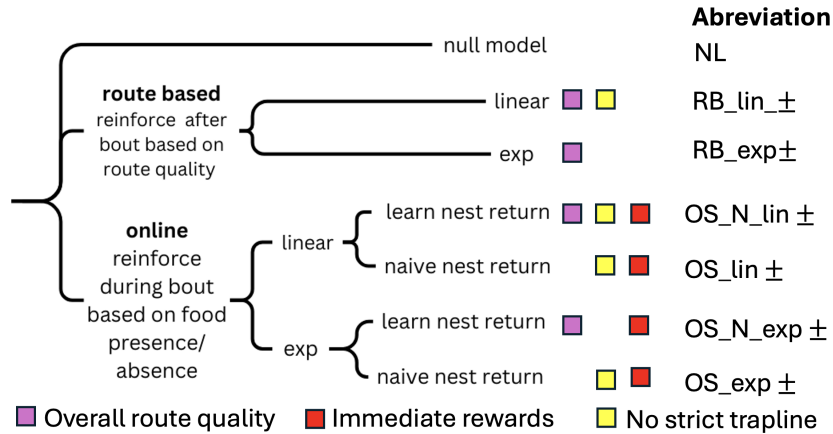 Abreviation
null model
NL
route based
reinforce after
bout based on
route quality
linear
RB_lin_±
exp
RB_exp±
online
reinforce
during bout
based on food
presence/
absence
linear
learn nest return
OS_N_lin ±
naive nest return
OS_lin ±
exp
learn nest return
OS_N_exp ±
naive nest return
OS_exp ±
Overall route quality
Immediate rewards
No strict trapline